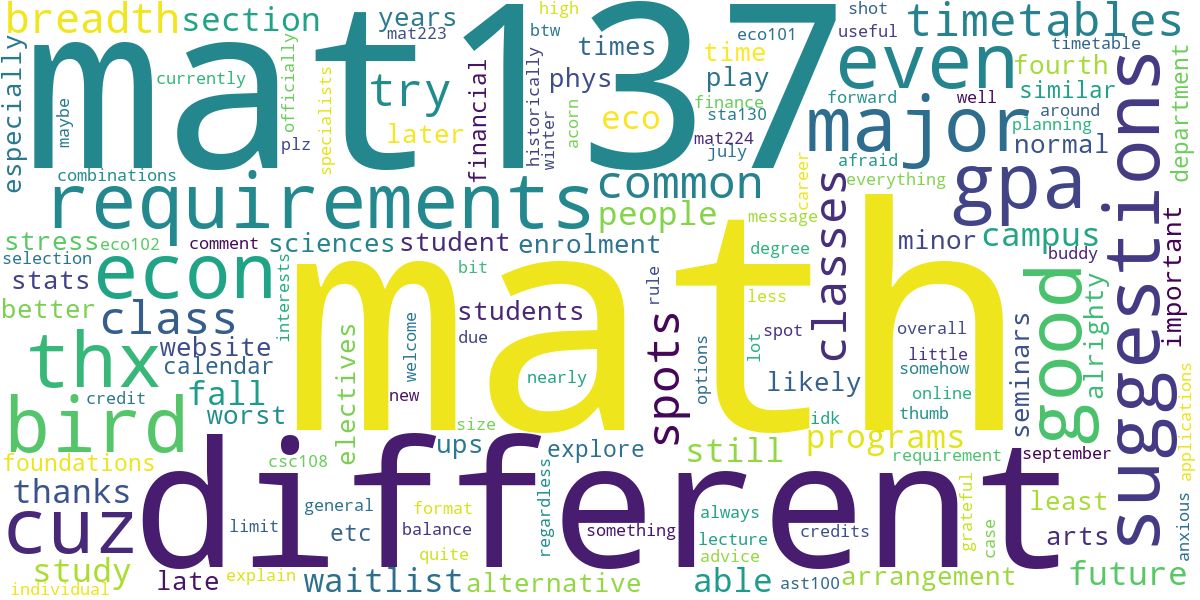 breadth
section
years
mat223
high
btw
eco101
shot
useful
timetables
timetable
mat137
especially
currently
officially
specialists
maybe
plz
try
later
financial
historically
winter
times
phys
acorn
eco
time
play
finance
sta130
mat224
july
even
forward
well
fourth
similar
around
planning
normal
department
major
afraid
everything
career
combinations
requirements
common
people
message
gpa
suggestions
classes
stress
eco102
comment
sciences
student
enrolment
degree
minor
campus
buddy
important
selection
stats
econ
interests
bit
rule
less
better
class
students
spots
spot
overall
good
alrighty
thx
website
calendar
welcome
due
math
nearly
lot
options
likely
little
somehow
online
thumb
seminars
applications
credit
fall
new
worst
electives
size
idk
bird
ups
explore
still
programs
requirement
september
foundations
csc108
different
thanks
general
format
regardless
always
grateful
least
cuz
limit
etc
balance
something
lecture
credits
case
arts
anxious
study
quite
advice
individual
late
explain
waitlist
alternative
able
ast100
arrangement
future